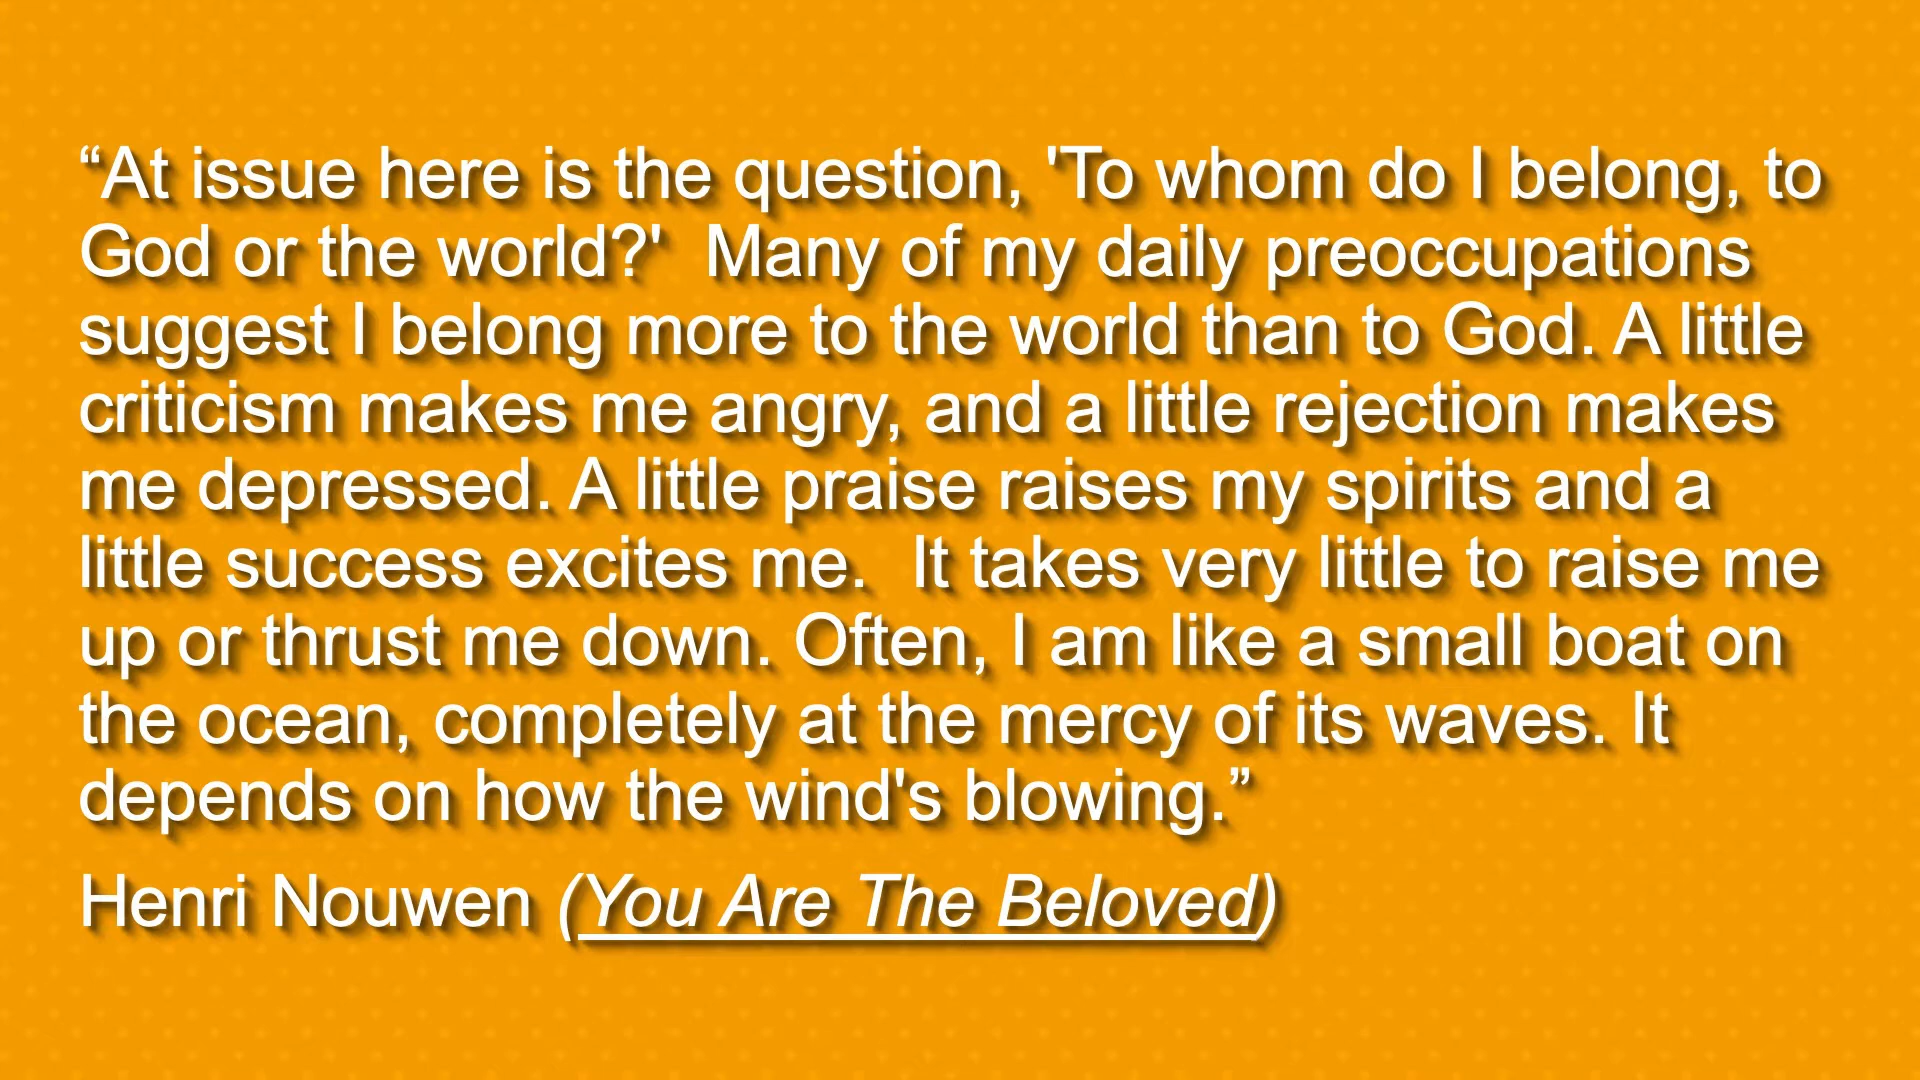 “At issue here is the question, 'To whom do I belong, to
God or the world?'  Many of my daily preoccupations
suggest I belong more to the world than to God. A little
criticism makes me angry, and a little rejection makes
me depressed. A little praise raises my spirits and a
little success excites me.   It takes very little to raise me
up or thrust me down. Often, I am like a small boat on
the ocean, completely at the mercy of its waves. It
depends on how the wind's blowing.”
Henri Nouwen (You Are The Beloved)